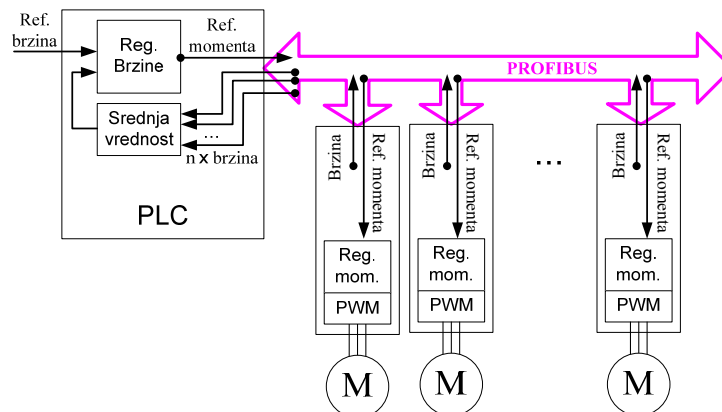 Ref.
brzina
Reg.
Brzine
Ref.
momenta
Srednja
vrednost
...
n x brzina
PLC
PROFIBUS
Brzina
Ref. momenta
Reg.
mom.
PWM
M
Brzina
Ref. momenta
Reg.
mom.
PWM
M
...
Brzina
Ref. momenta
Reg.
mom.
PWM
M